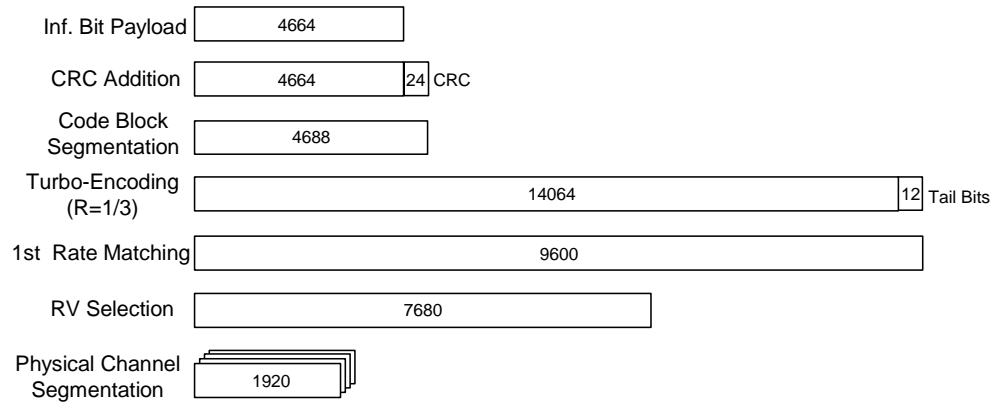 Inf. Bit Payload 4664
CRC Addition 4664 24 CRC
Code Block
Segmentation 4688
Turbo-Encoding
(R=1/3) 14064 12 Tail Bits
1st Rate Matching 9600
RV Selection 7680
Physical Channel
Segmentation 1920